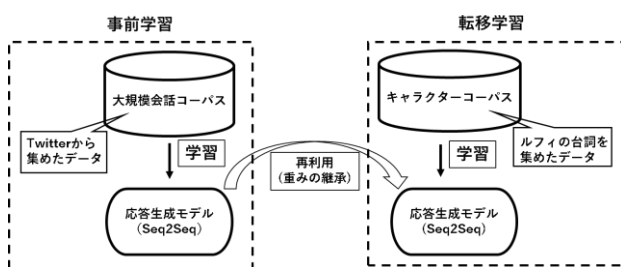 事前学習
大規模会話コーパス
Twitterから
集めたデータ
学習
応答生成モデル
(Seq2Seq)
再利用
(重みの継承)
転移学習
キャラクターコーパス
ルフィの台詞を
集めたデータ
学習
応答生成モデル
(Seq2Seq)